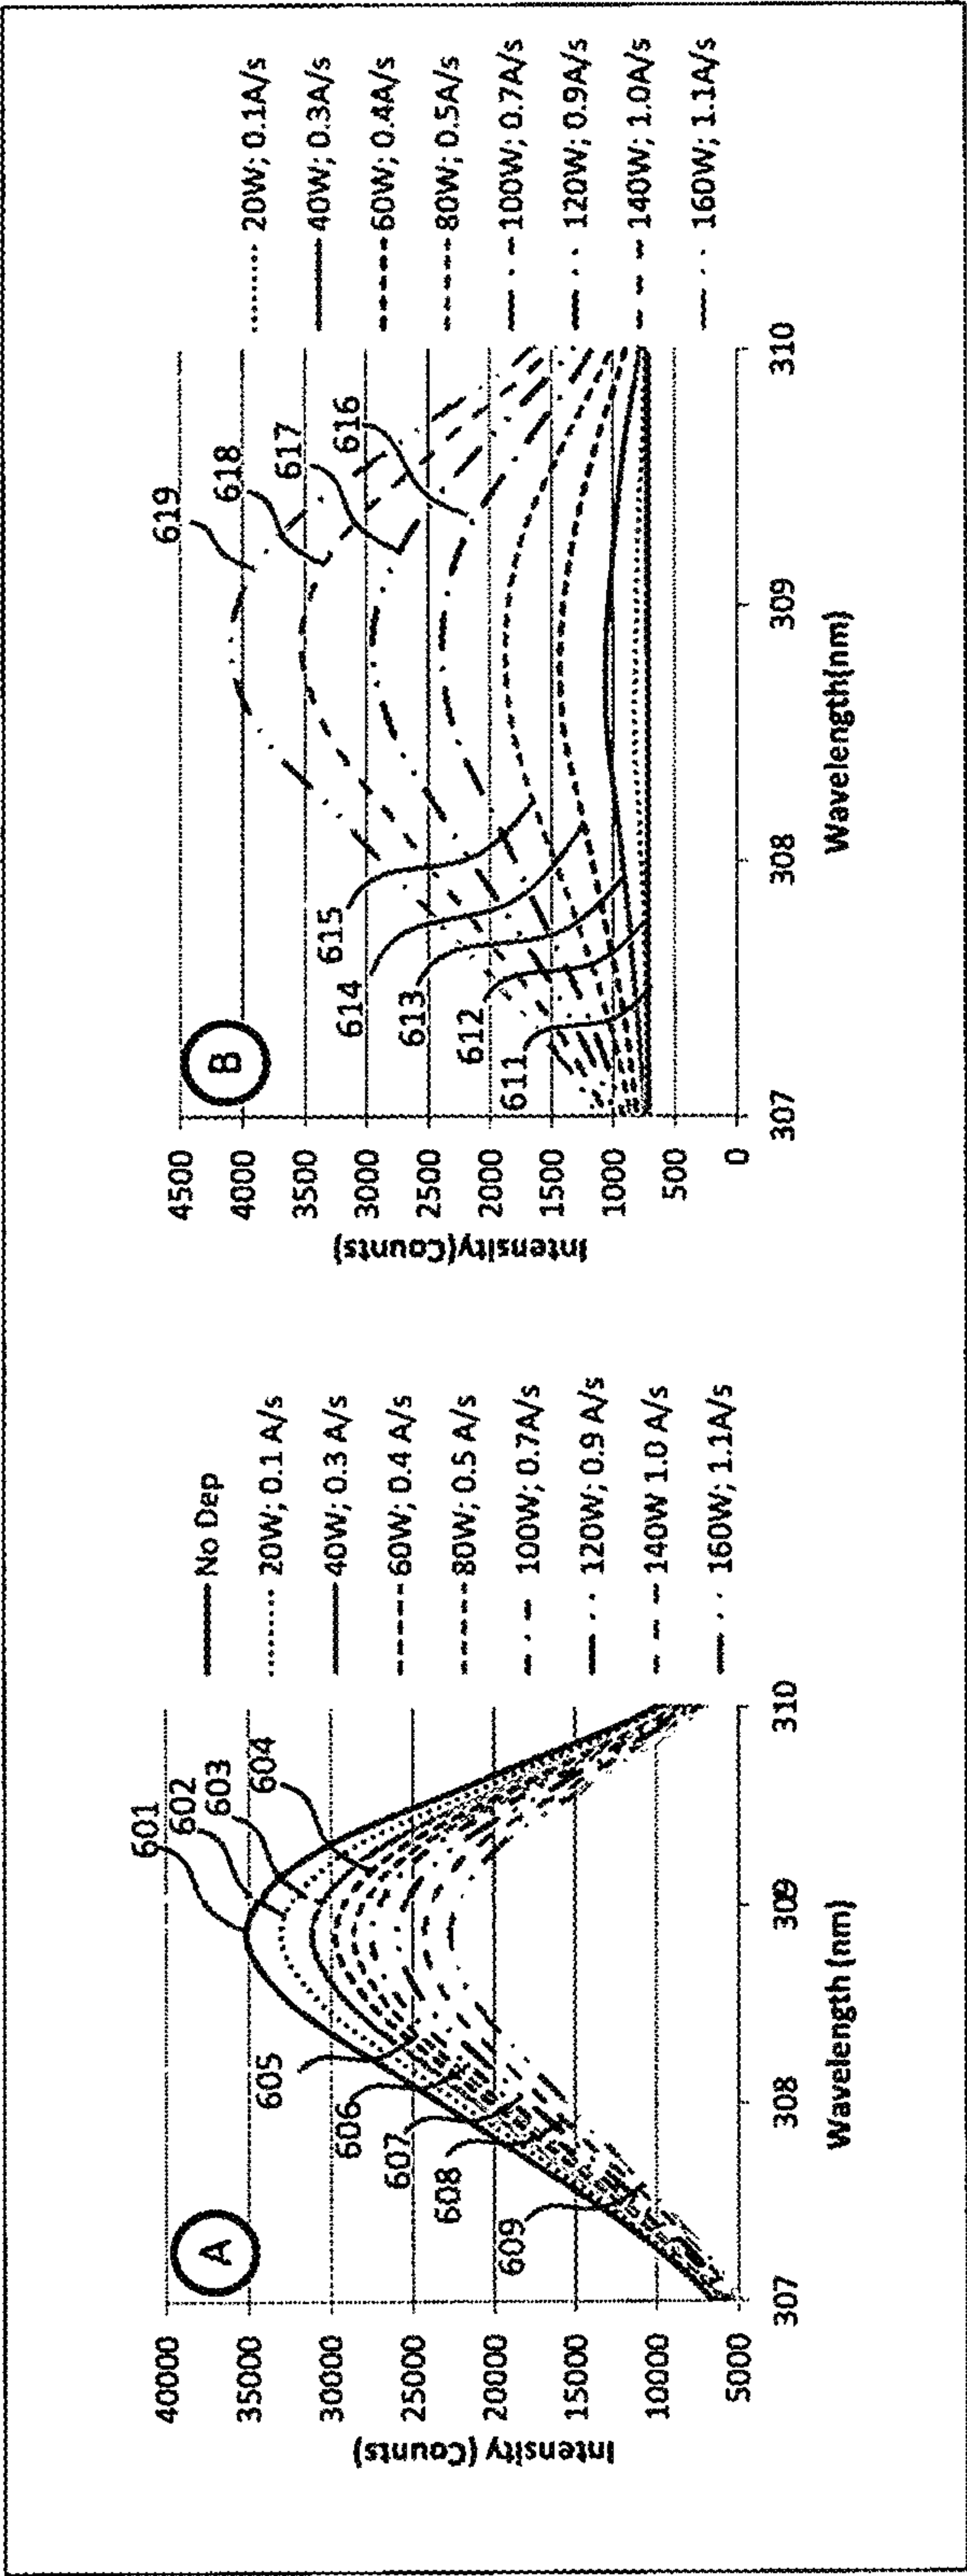 A
Intensity (Counts)
40000
35000
30000
25000
20000
15000
10000
5000
307
308
309
310
Wavelength (nm)
601
602
603
604
605
606
607
608
609
No Dep
20W; 0.1 A/s
40W; 0.3 A/s
60W; 0.4 A/s
80W; 0.5 A/s
100W; 0.7A/s
120W; 0.9 A/s
140W 1.0 A/s
160W; 1.1A/s
B
Intensity(Counts)
4500
4000
3500
3000
2500
2000
1500
1000
500
0
307
308
309
310
Wavelength(nm)
619
618
617
616
615
614
613
612
611
20W; 0.1A/s
40W; 0.3A/s
60W; 0.4A/s
80W; 0.5A/s
100W; 0.7A/s
120W; 0.9A/s
140W; 1.0A/s
160W; 1.1A/s